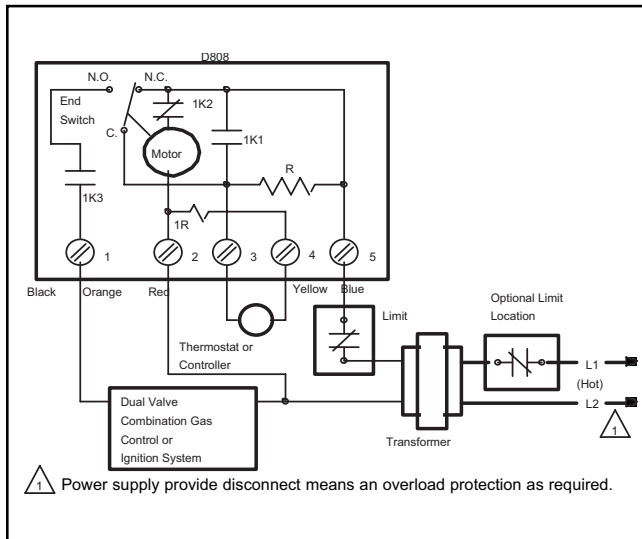 D808
N.O. N.C.
End
Switch
1K2
1K1
C.
Motor
R
1K3
1R
1 2 3 4 5
Black Orange Red Yellow Blue
Limit
Optional Limit
Location
Thermostat or
Controller
L1
(Hot)
L2
1
Dual Valve
Combination Gas
Control or
Ignition System
Transformer
1 Power supply provide disconnect means an overload protection as required.